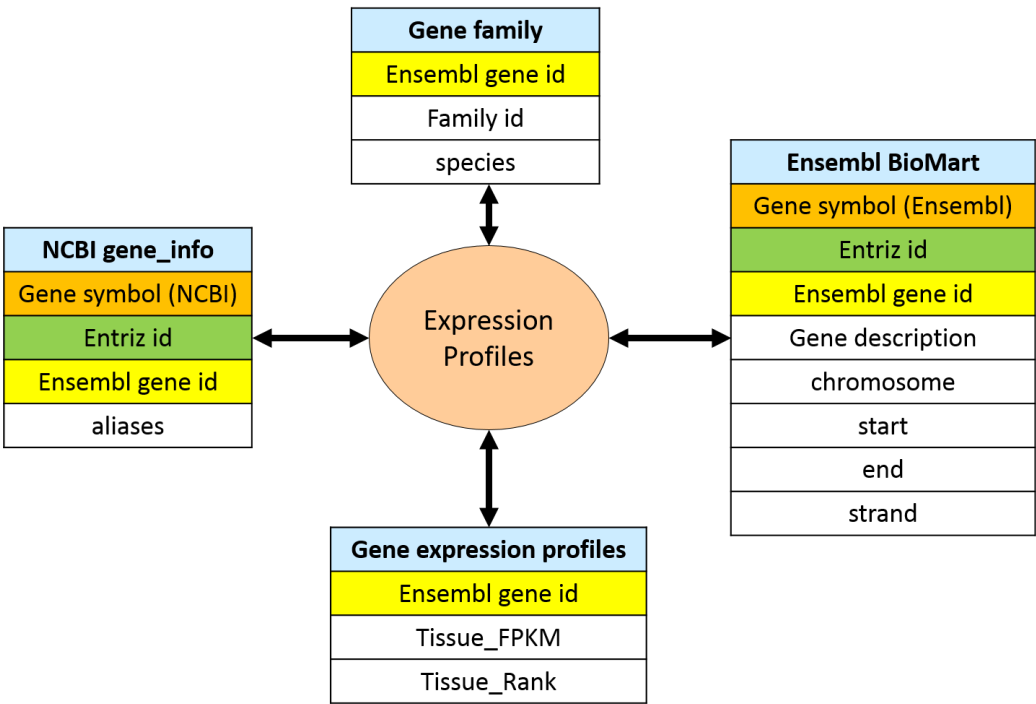 Gene family
Ensembl gene id
Family id
species
NCBI gene_info
Gene symbol (NCBI)
Entriz id
Ensembl gene id
aliases
Expression
Profiles
Ensembl BioMart
Gene symbol (Ensembl)
Entriz id
Ensembl gene id
Gene description
chromosome
start
end
strand
Gene expression profiles
Ensembl gene id
Tissue_FPKM
Tissue_Rank